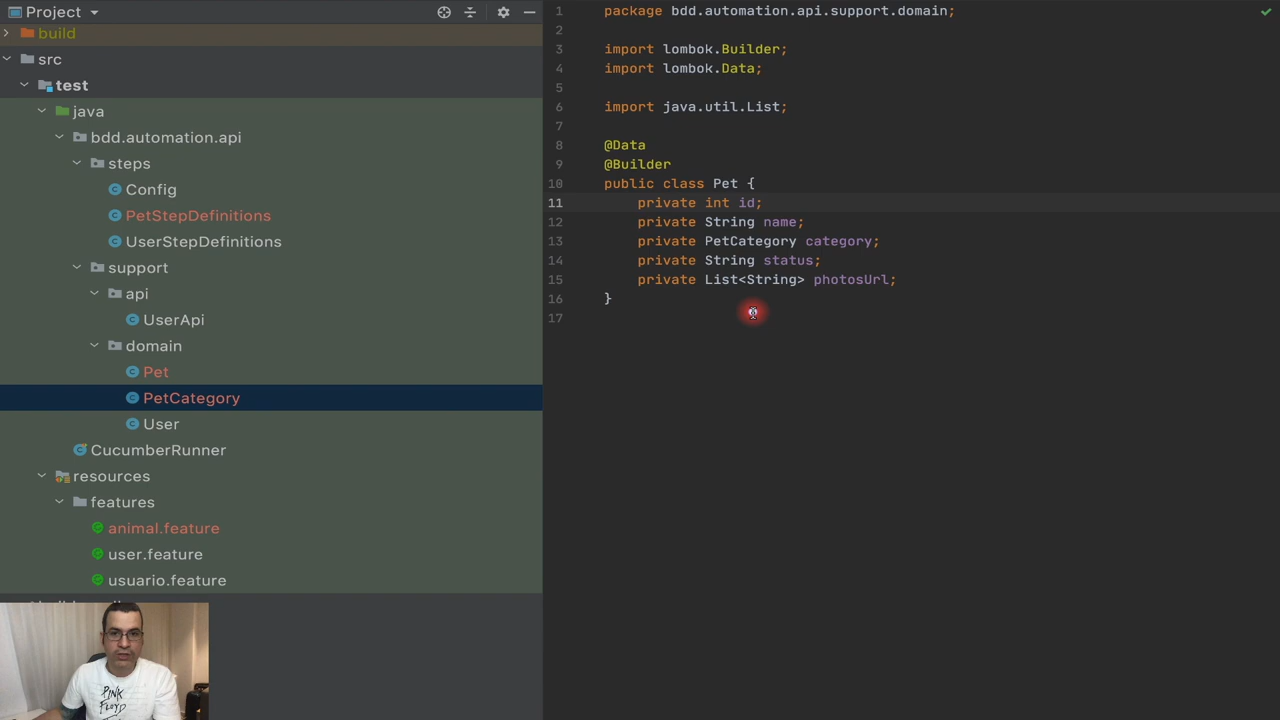 Project
build
src
test
java
bdd.automation.api
steps
Config
PetStepDefinitions
UserStepDefinitions
support
api
UserApi
domain
Pet
PetCategory
User
CucumberRunner
resources
features
animal.feature
user.feature
usuario.feature
1 package bdd.automation.api.support.domain;
2
3 import lombok.Builder;
4 import lombok.Data;
5
6 import java.util.List;
7
8 @Data
9 @Builder
10 public class Pet {
11 private int id;
12 private String name;
13 private PetCategory category;
14 private String status;
15 private List<String> photosUrl;
16 }
17
PINK
FLOYD